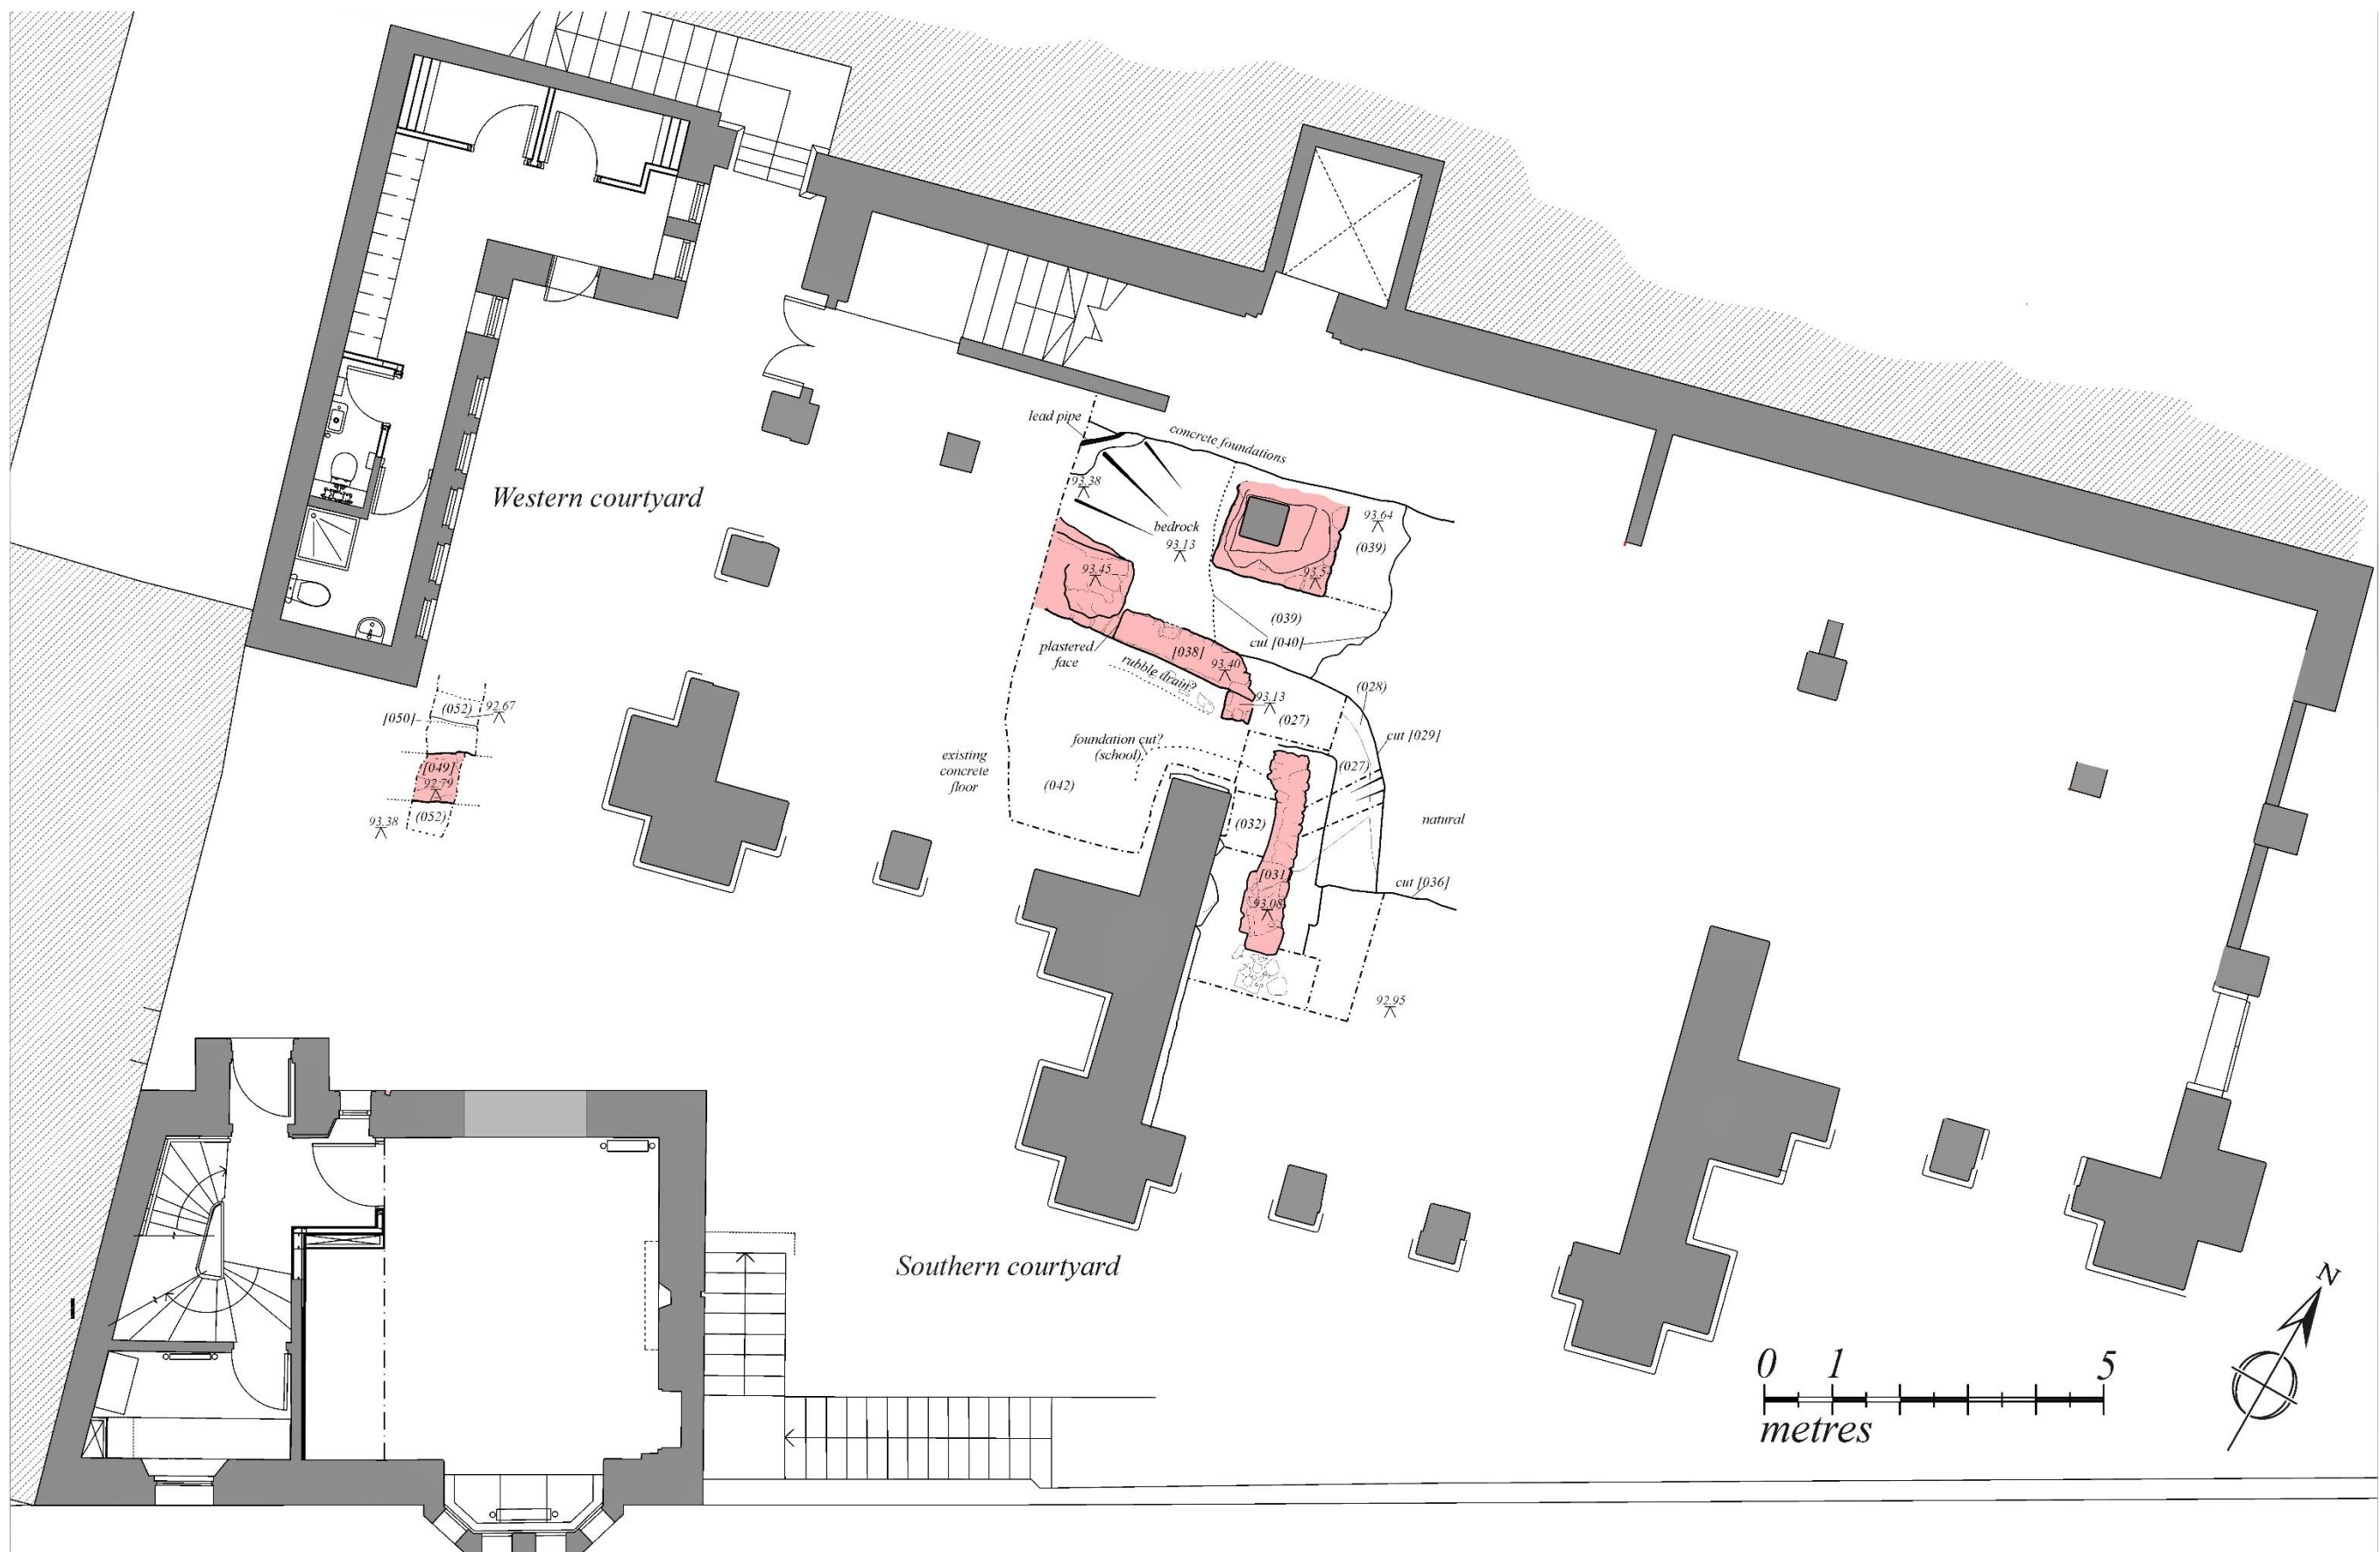 lead pipe
concrete foundations
93.38
Western courtyard
93.64
bedrock
93.13
(039)
93.45
(039)
cut [040]
plastered
face
[038]
93.40
rubble drain?
(028)
93.13
(027)
[050]
(052)
92.67
cut [029]
foundation cut?
(school)
existing
concrete
floor
(027)
[049]
92.79
(042)
93.38
(052)
(032)
natural
[031]
cut [036]
93.08
92.95
Southern courtyard
N
0 1 5
metres